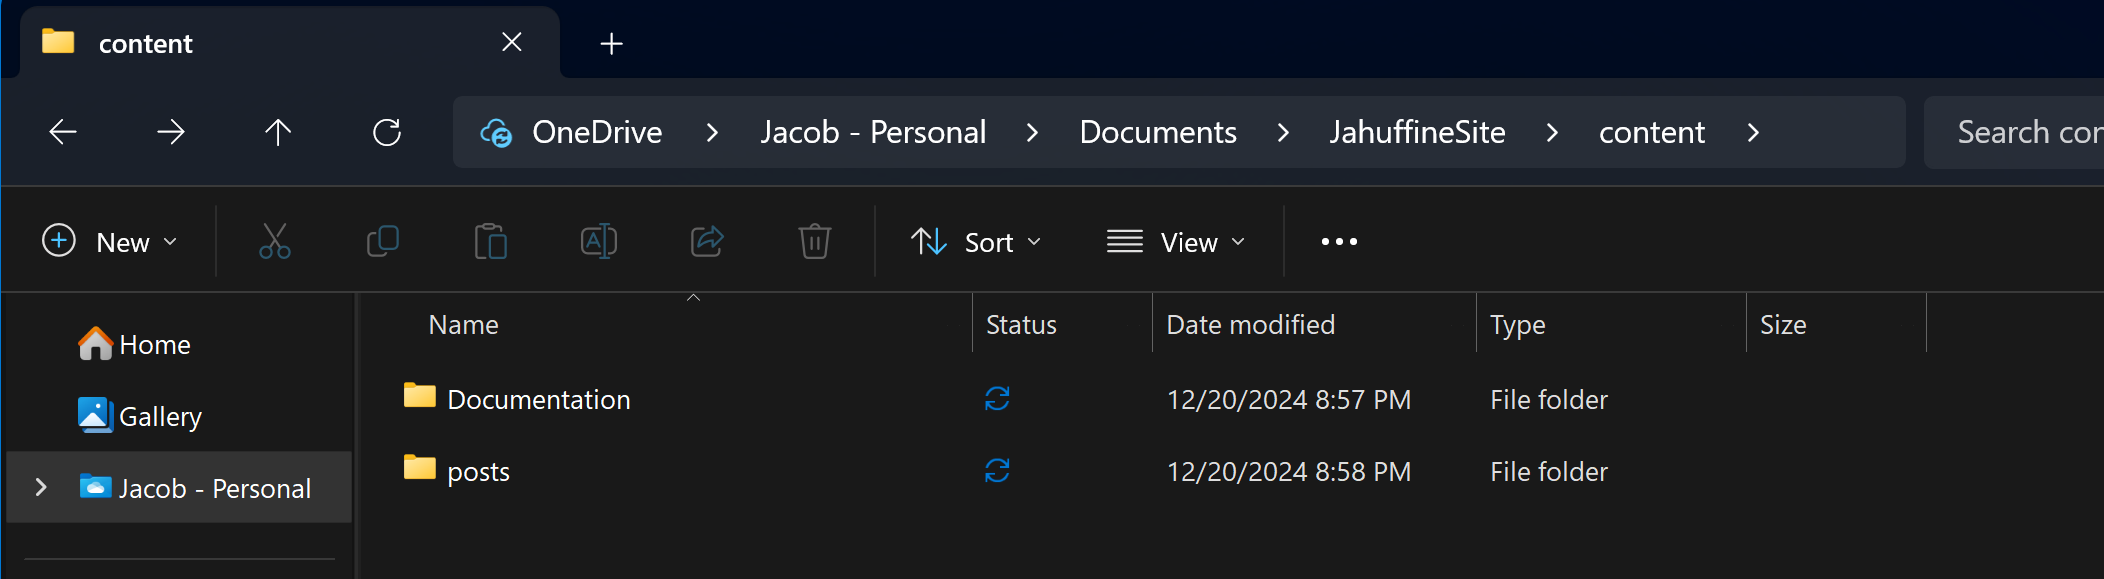 content
OneDrive > Jacob - Personal > Documents > JahuffineSite > content >
Search con
New
Sort
View
Name Status Date modified Type Size
Home
Gallery
Jacob - Personal
Documentation 12/20/2024 8:57 PM File folder
posts 12/20/2024 8:58 PM File folder